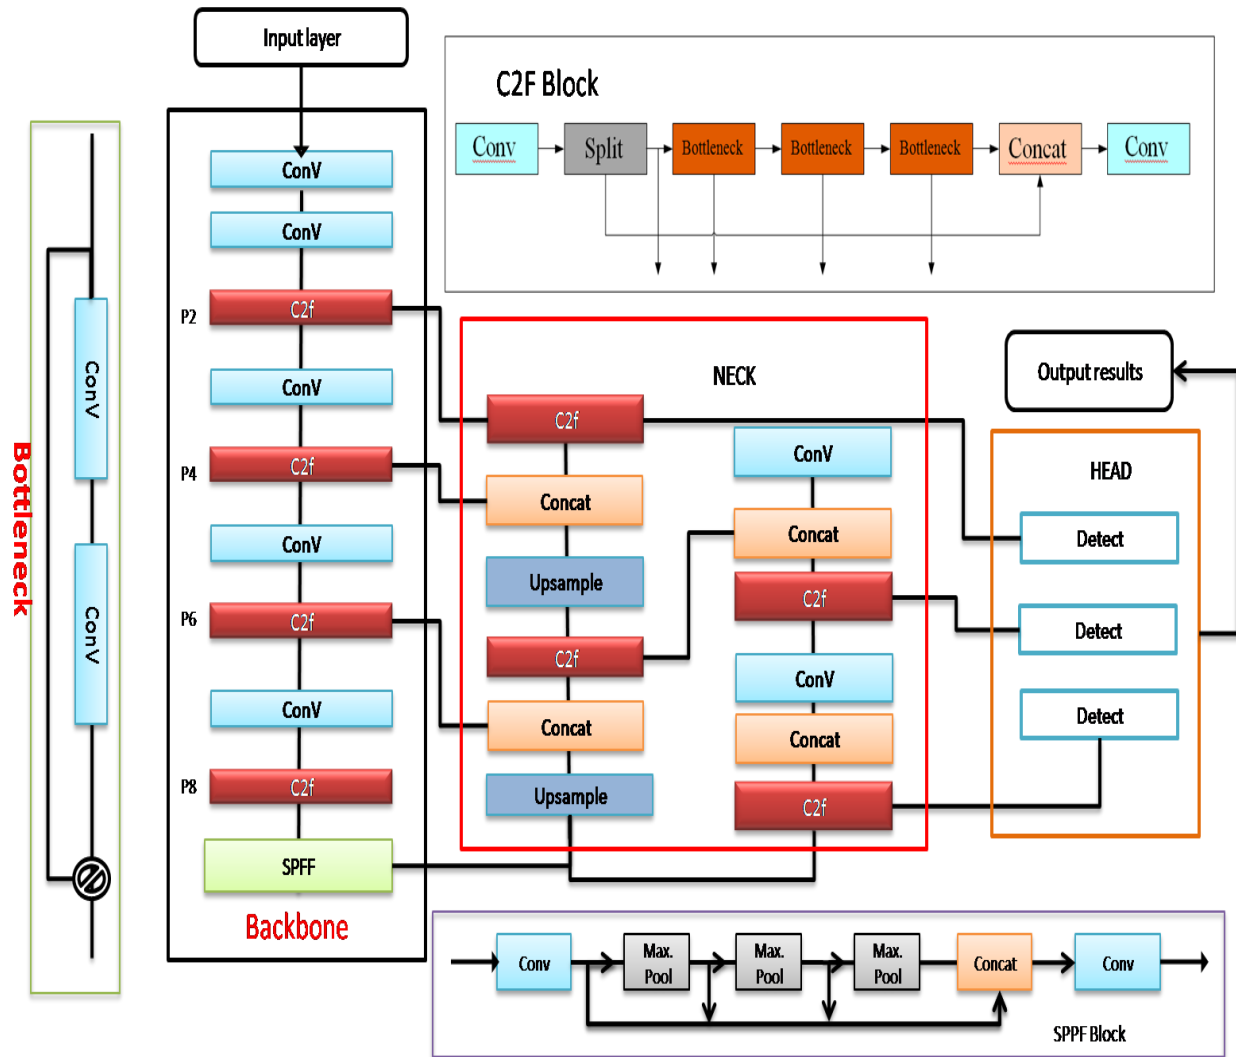 Input layer
C2F Block
Conv
Split
Bottleneck
Bottleneck
Bottleneck
Concat
Conv
ConV
ConV
C2f
P2
ConV
C2f
P4
ConV
C2f
P6
ConV
C2f
P8
SPFF
Backbone
Bottleneck
ConV
ConV
NECK
C2f
Concat
Upsample
C2f
Concat
Upsample
ConV
Concat
C2f
ConV
Concat
C2f
Output results
HEAD
Detect
Detect
Detect
Conv
Max.
Pool
Max.
Pool
Max.
Pool
Concat
Conv
SPPF Block